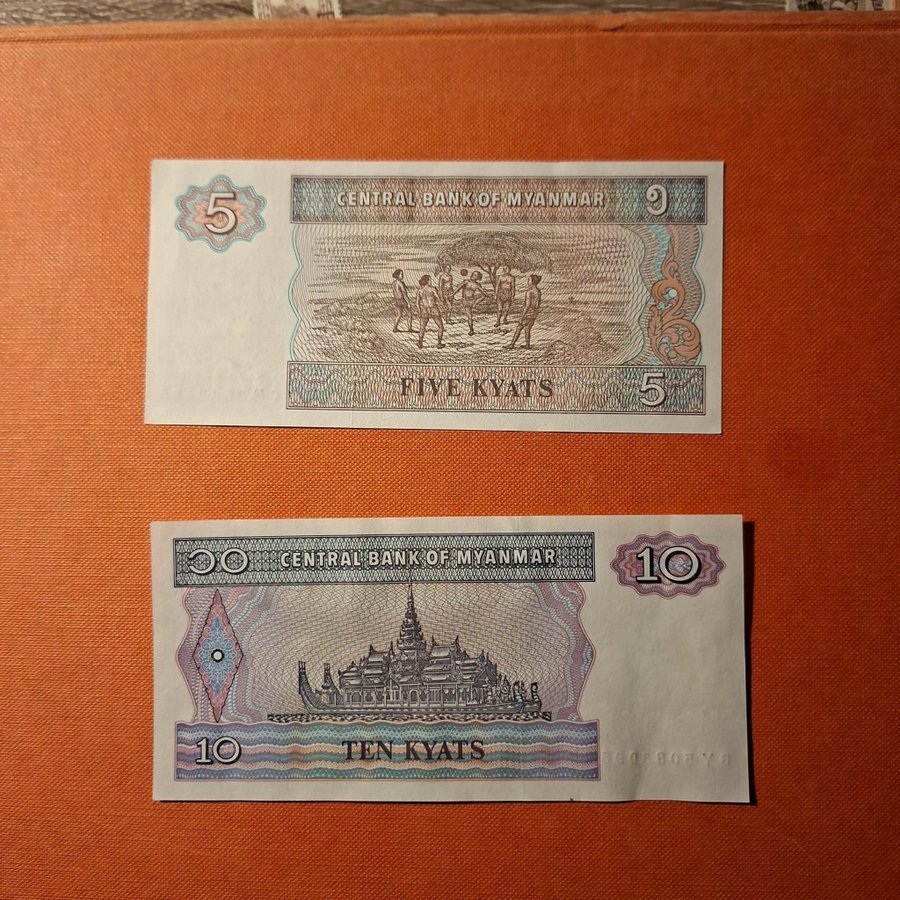 5 CENTRAL BANK OF MYANMAR ၅
FIVE KYATS 5
၁၀ CENTRAL BANK OF MYANMAR 10
10 TEN KYATS